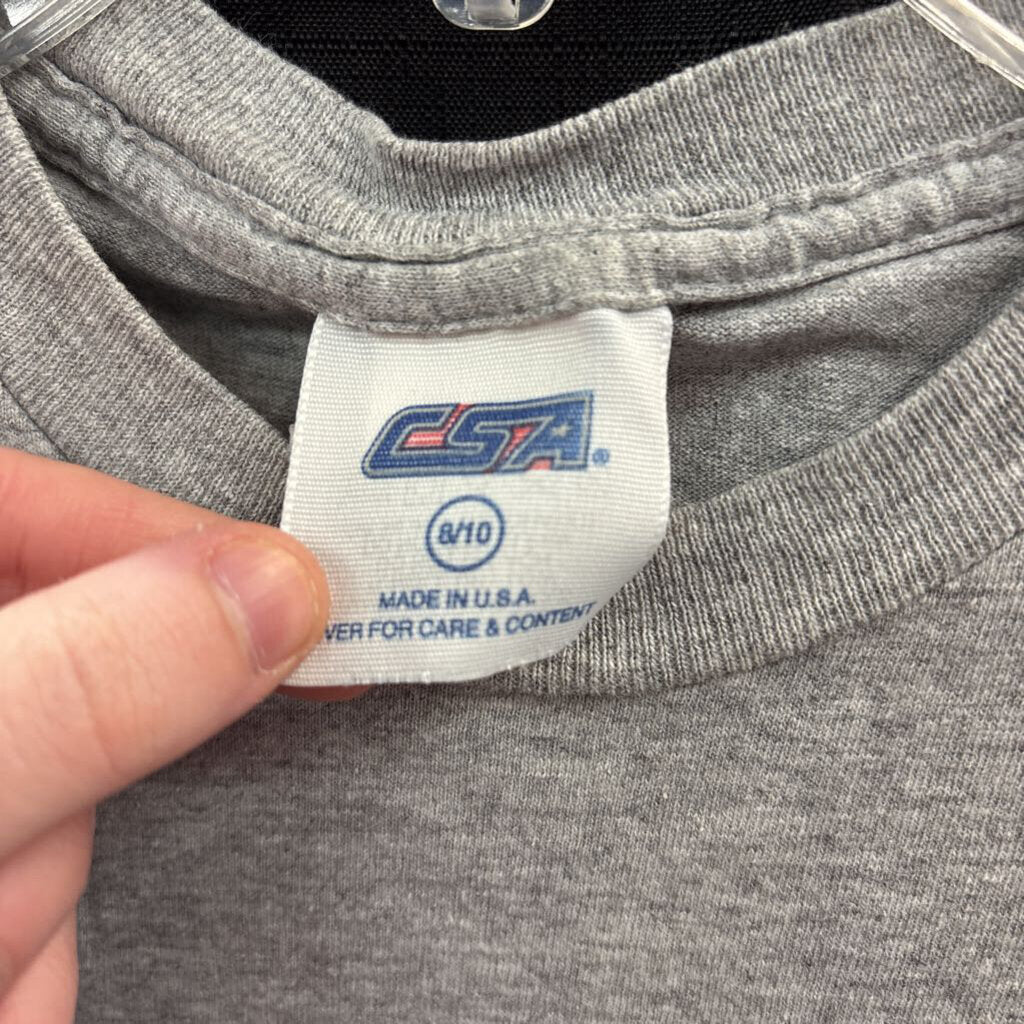 CSA®
8/10
MADE IN U.S.A.
VER FOR CARE & CONTENT